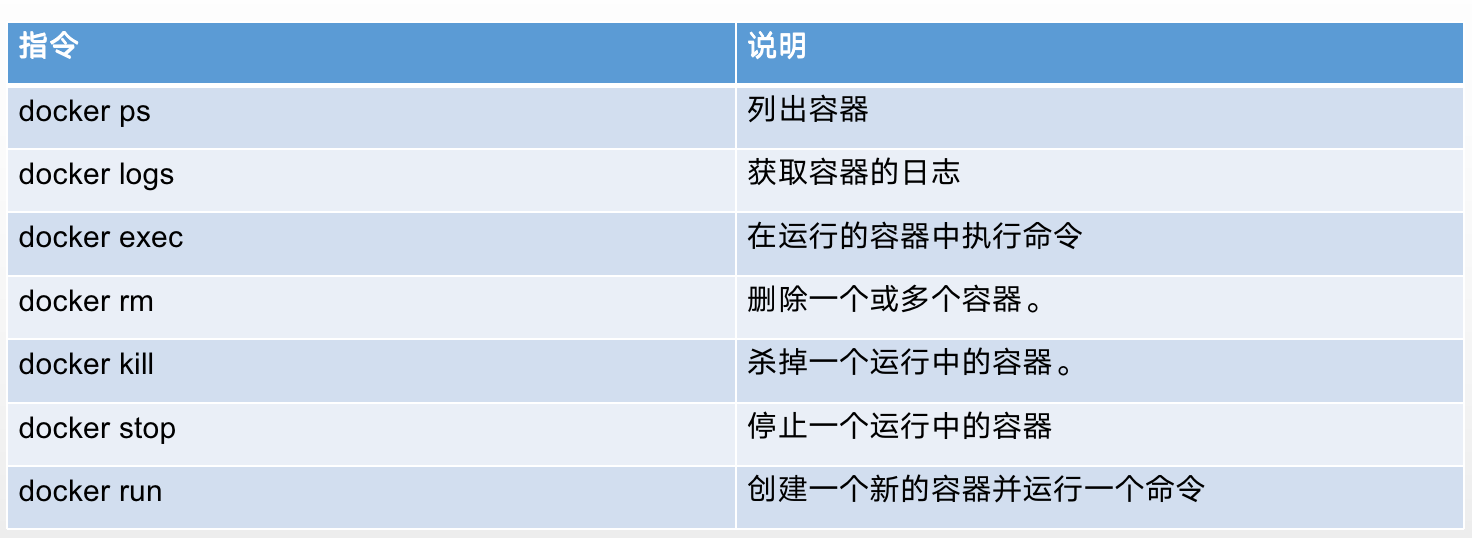 指令 说明
docker ps 列出容器
docker logs 获取容器的日志
docker exec 在运行的容器中执行命令
docker rm 删除一个或多个容器。
docker kill 杀掉一个运行中的容器。
docker stop 停止一个运行中的容器
docker run 创建一个新的容器并运行一个命令